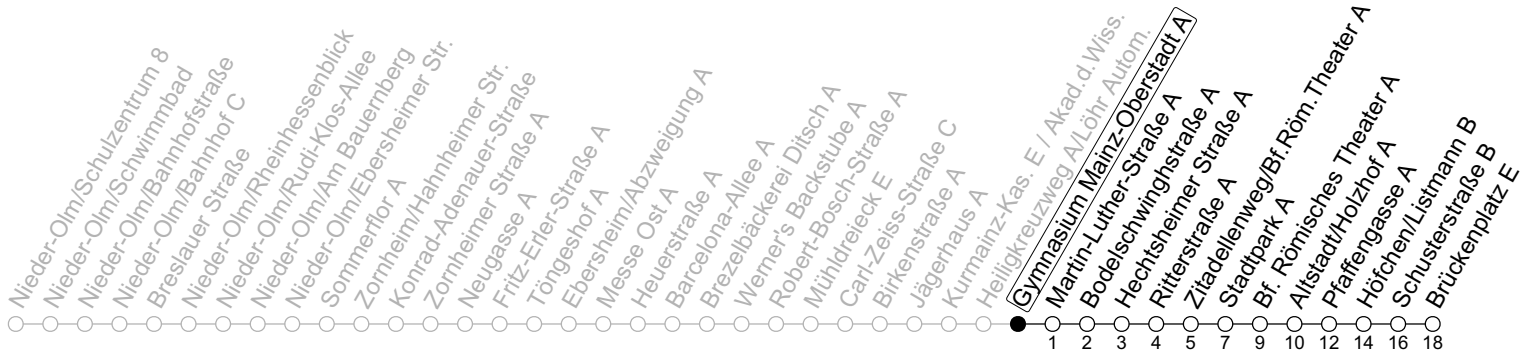 Nieder-Olm/Schulzentrum 8
Nieder-Olm/Schwimmbad
Nieder-Olm/Bahnhofstraße
Nieder-Olm/Bahnhof C
Breslauer Straße
Nieder-Olm/Rheinhessenblick
Nieder-Olm/Rudi-Klos-Allee
Nieder-Olm/Am Bauernberg
Nieder-Olm/Ebersheimer Str.
Sommerflor A
Zornheim/Hahnheimer Str.
Konrad-Adenauer-Straße
Zornheimer Straße A
Neugasse A
Fritz-Erler-Straße A
Töngeshof A
Ebersheim/Abzweigung A
Messe Ost A
Heuerstraße A
Barcelona-Allee A
Brezelbäckerei Ditsch A
Werner's Backstube A
Robert-Bosch-Straße A
Mühldreieck E
Carl-Zeiss-Straße C
Birkenstraße A
Jägerhaus A
Kurmainz-Kas. E / Akad.d.Wiss.
Heiligkreuzweg A/Löhr Autom.
Gymnasium Mainz-Oberstadt A
Martin-Luther-Straße A
Bodelschwinghstraße A
Hechtsheimer Straße A
Ritterstraße A
Zitadellenweg/Bf.Röm.Theater A
Stadtpark A
Bf. Römisches Theater A
Altstadt/Holzhof A
Pfaffengasse A
Höfchen/Listmann B
Schusterstraße B
Brückenplatz E
1 2 3 4 5 7 9 10 12 14 16 18